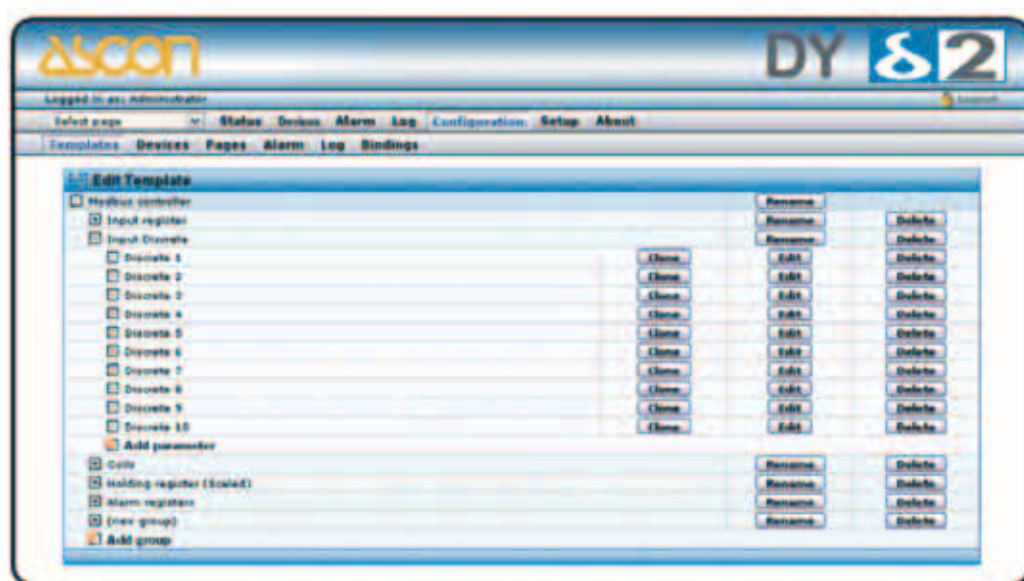 ascon DY 82
Logged in as: Administrator Logout
Select page Status Devices Alarm Log Configuration Setup About
Templates Devices Pages Alarm Log Bindings
Edit Template
Modbus controller Rename
Input register Rename Delete
Input Discrete Rename Delete
Discrete 1 Clone Edit Delete
Discrete 2 Clone Edit Delete
Discrete 3 Clone Edit Delete
Discrete 4 Clone Edit Delete
Discrete 5 Clone Edit Delete
Discrete 6 Clone Edit Delete
Discrete 7 Clone Edit Delete
Discrete 8 Clone Edit Delete
Discrete 9 Clone Edit Delete
Discrete 10 Clone Edit Delete
Add parameter
Coils Rename Delete
Holding register (Scaled) Rename Delete
Alarm registers Rename Delete
(new group) Rename Delete
Add group